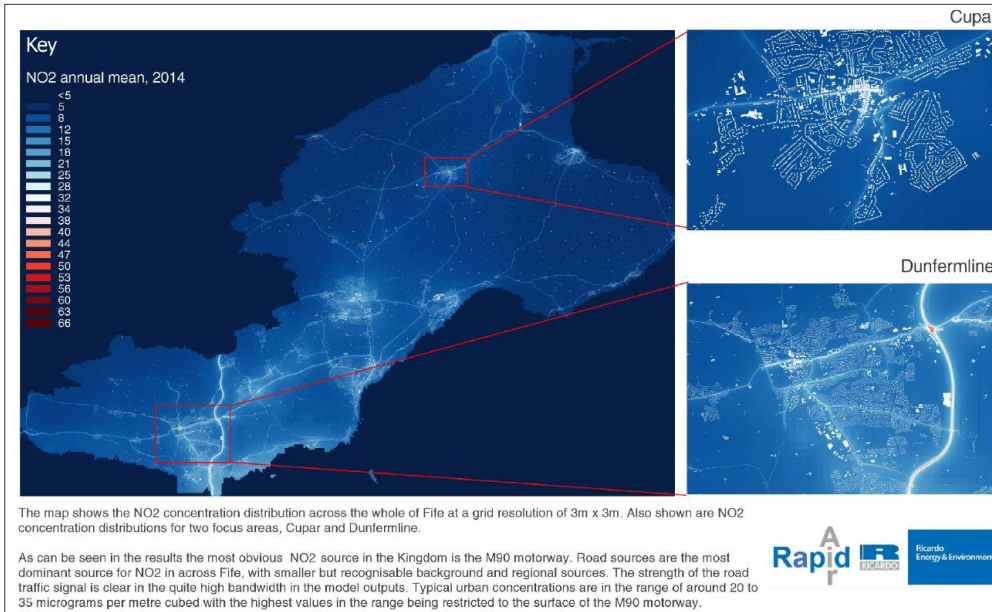 Cupa
Key
NO2 annual mean, 2014
<5
5
8
12
15
18
21
25
28
32
34
38
40
44
47
50
53
56
60
63
66
Dunfermline
The map shows the NO2 concentration distribution across the whole of Fife at a grid resolution of 3m x 3m. Also shown are NO2
concentration distributions for two focus areas, Cupar and Dunfermline.
As can be seen in the results the most obvious NO2 source in the Kingdom is the M90 motorway. Road sources are the most
dominant source for NO2 in across Fife, with smaller but recognisable background and regional sources. The strength of the road
traffic signal is clear in the quite high bandwidth in the model outputs. Typical urban concentrations are in the range of around 20 to
35 micrograms per metre cubed with the highest values in the range being restricted to the surface of the M90 motorway.
Rapid
Air
RICARDO
Ricardo
Energy & Environment